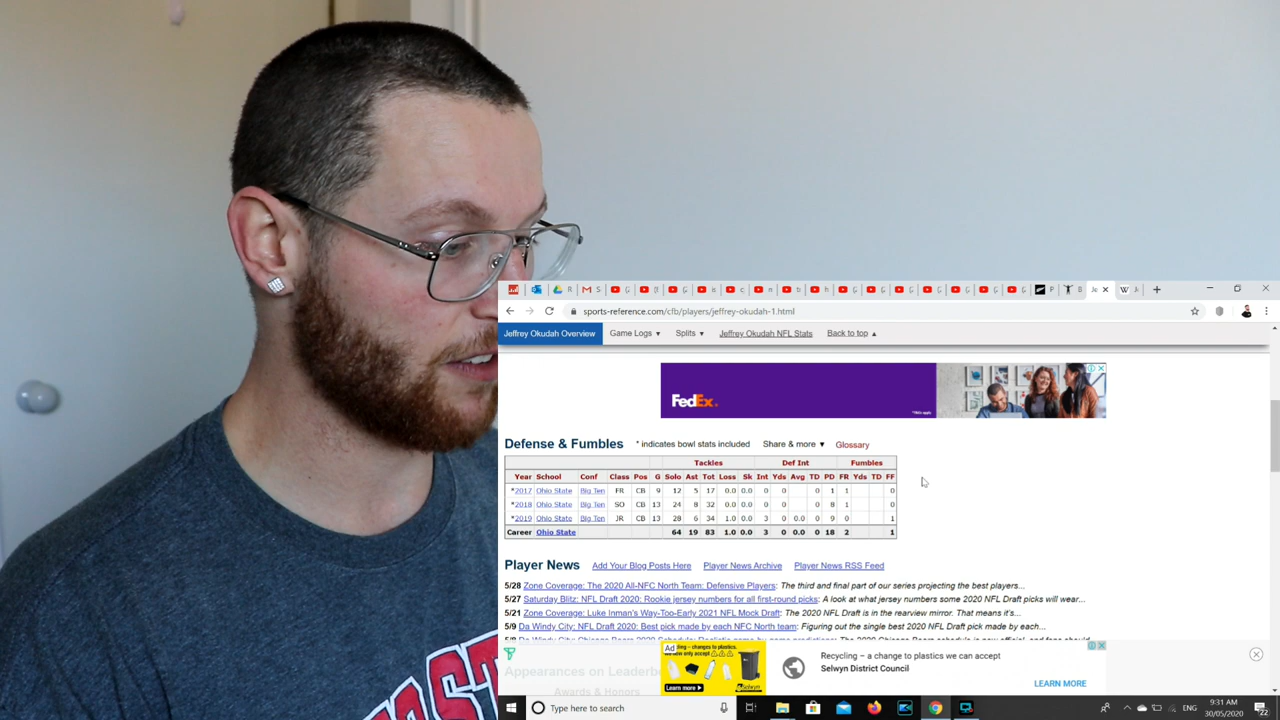 sports-reference.com/cfb/players/jeffrey-okudah-1.html
Jeffrey Okudah Overview Game Logs ▼ Splits ▼ Jeffrey Okudah NFL Stats Back to top ▲
FedEx.
Defense & Fumbles * indicates bowl stats included Share & more ▼ Glossary
Tackles Def Int Fumbles
Year School Conf Class Pos G Solo Ast Tot Loss Sk Int Yds Avg TD PD FR Yds TD FF
*2017 Ohio State Big Ten FR CB 9 12 5 17 0.0 0.0 0 0 0 1 1 0
*2018 Ohio State Big Ten SO CB 13 24 8 32 0.0 0.0 0 0 0 8 1 0
*2019 Ohio State Big Ten JR CB 13 28 6 34 1.0 0.0 3 0 0.0 0 9 0 1
Career Ohio State 64 19 83 1.0 0.0 3 0 0.0 0 18 2 1
Player News Add Your Blog Posts Here Player News Archive Player News RSS Feed
5/28 Zone Coverage: The 2020 All-NFC North Team: Defensive Players: The third and final part of our series projecting the best players...
5/27 Saturday Blitz: NFL Draft 2020: Rookie jersey numbers for all first-round picks: A look at what jersey numbers some 2020 NFL Draft picks will wear...
5/21 Zone Coverage: Luke Inman's Way-Too-Early 2021 NFL Mock Draft: The 2020 NFL Draft is in the rearview mirror. That means it's...
5/9 Da Windy City: NFL Draft 2020: Best pick made by each NFC North team: Figuring out the single best 2020 NFL Draft pick made by each...
Appearances on
Awards & Honors
Ad
Learn more
Selwyn
Recycling – a change to plastics we can accept
Selwyn District Council
LEARN MORE
Type here to search
ENG
9:31 AM
30/05/2020
22